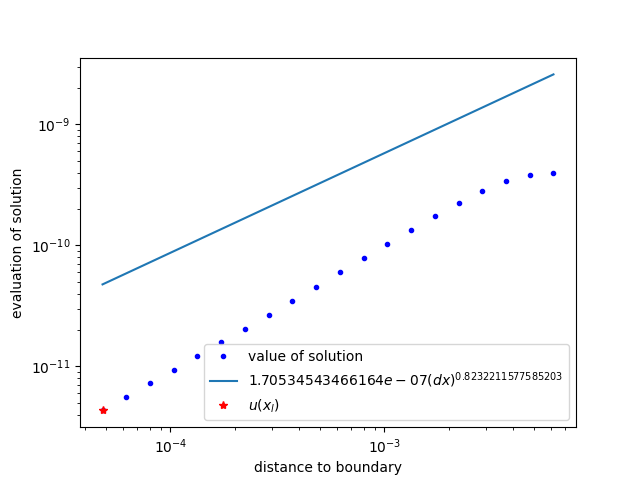 10⁻⁹
10⁻¹⁰
10⁻¹¹
evaluation of solution
value of solution
1.70534543466164e − 07(dx)^0.8232211577585203
u(x_l)
10⁻⁴
10⁻³
distance to boundary